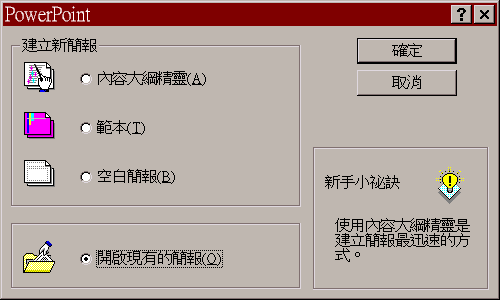 PowerPoint
建立新簡報
內容大綱精靈(A)
範本(T)
空白簡報(B)
開啟現有的簡報(O)
確定
取消
新手小祕訣
使用內容大綱精靈是
建立簡報最迅速的方
式。